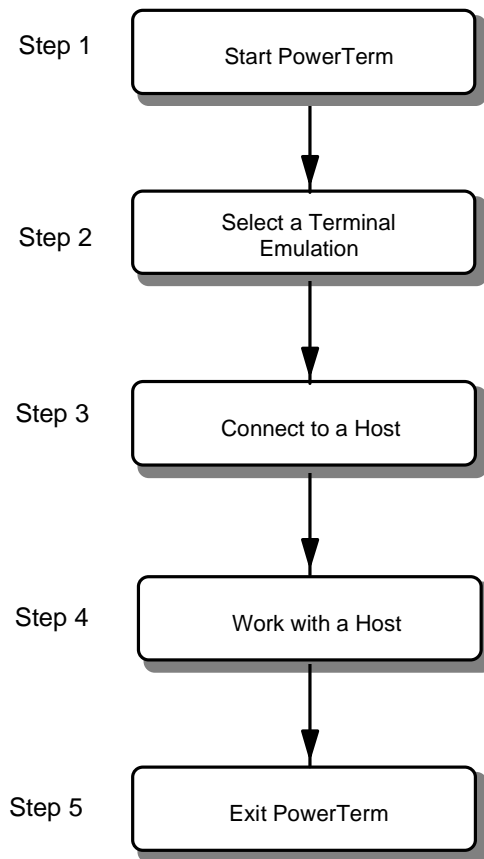 Step 1
Start PowerTerm
Step 2
Select a Terminal
Emulation
Step 3
Connect to a Host
Step 4
Work with a Host
Step 5
Exit PowerTerm